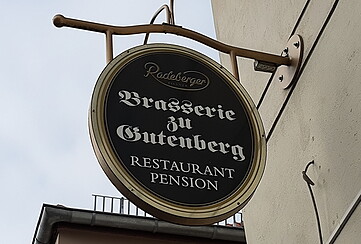 Radeberger
Brasserie
zu
Gutenberg
RESTAURANT
PENSION